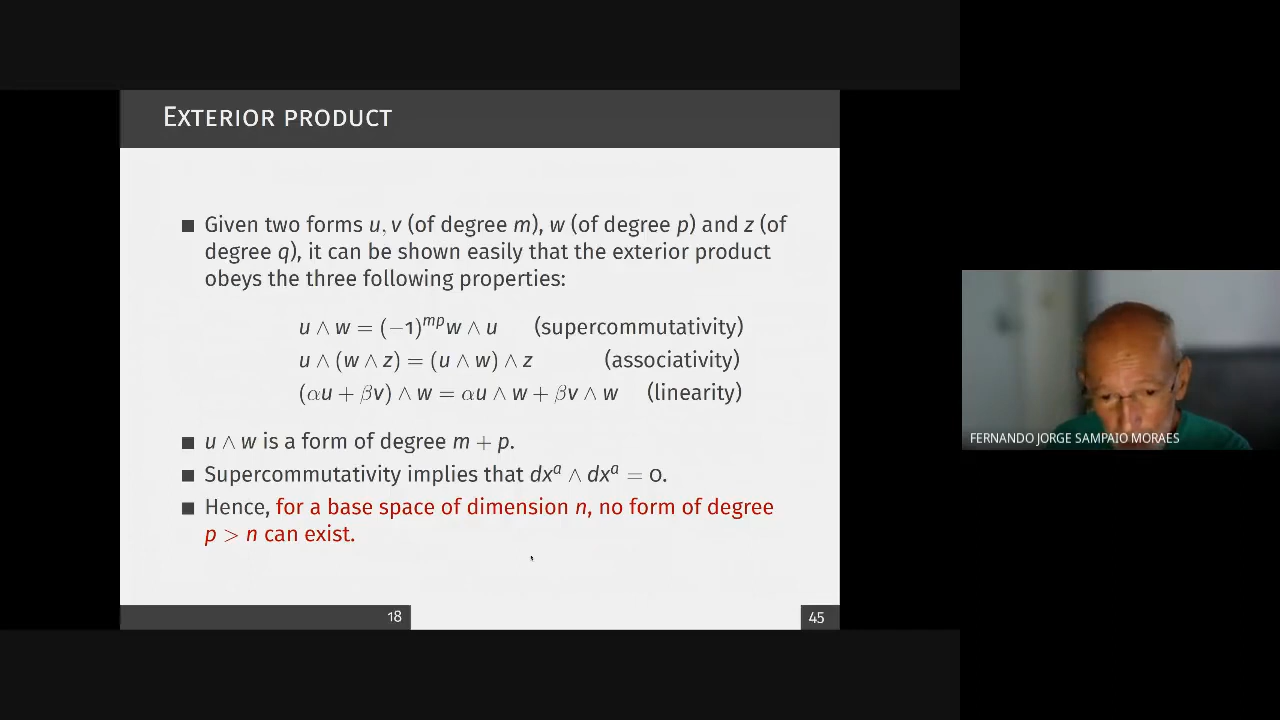 EXTERIOR PRODUCT
Given two forms u, v (of degree m), w (of degree p) and z (of
degree q), it can be shown easily that the exterior product
obeys the three following properties:
u ∧ w = (−1)^{mp} w ∧ u (supercommutativity)
u ∧ (w ∧ z) = (u ∧ w) ∧ z (associativity)
(αu + βv) ∧ w = αu ∧ w + βv ∧ w (linearity)
u ∧ w is a form of degree m + p.
Supercommutativity implies that dx^a ∧ dx^a = 0.
Hence, for a base space of dimension n, no form of degree
p > n can exist.
18
45
FERNANDO JORGE SAMPAIO MORAES